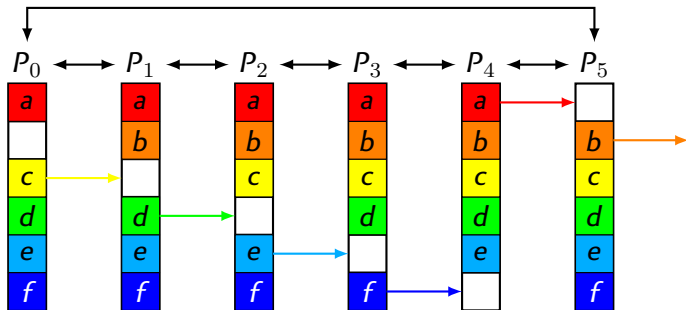 P₀ P₁ P₂ P₃ P₄ P₅
a a a a a
b b b b b
c c c c c
d d d d d
e e e e e
f f f f f